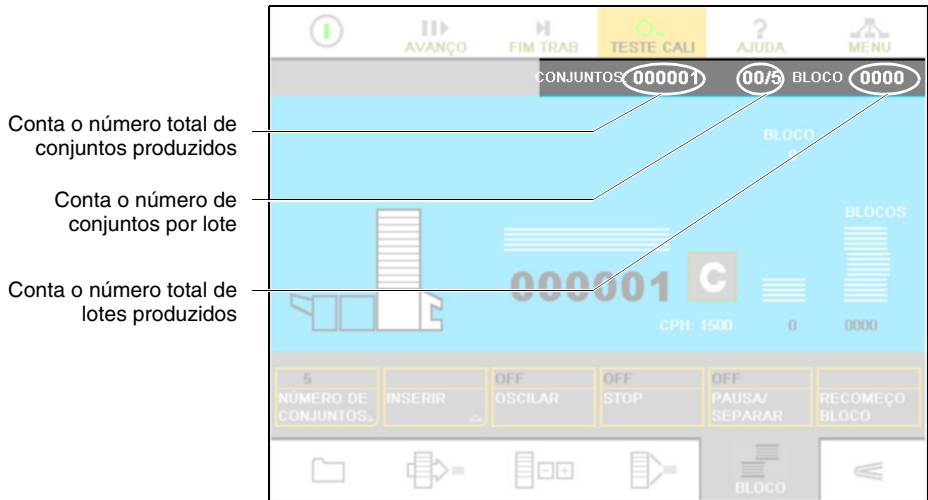 AVANÇO
FIM TRAB
TESTE CALI
AJUDA
MENU
CONJUNTOS: 000001 00/5 BLOCO 0000
Conta o número total de
conjuntos produzidos
Conta o número de
conjuntos por lote
Conta o número total de
lotes produzidos
BLOCO
0
BLOCOS
000001
C
CPH: 1500
0
0000
5
NÚMERO DE
CONJUNTOS
INSERIR
OFF
OSCILAR
OFF
STOP
OFF
PAUSA/
SEPARAR
RECOMEÇO
BLOCO
BLOCO